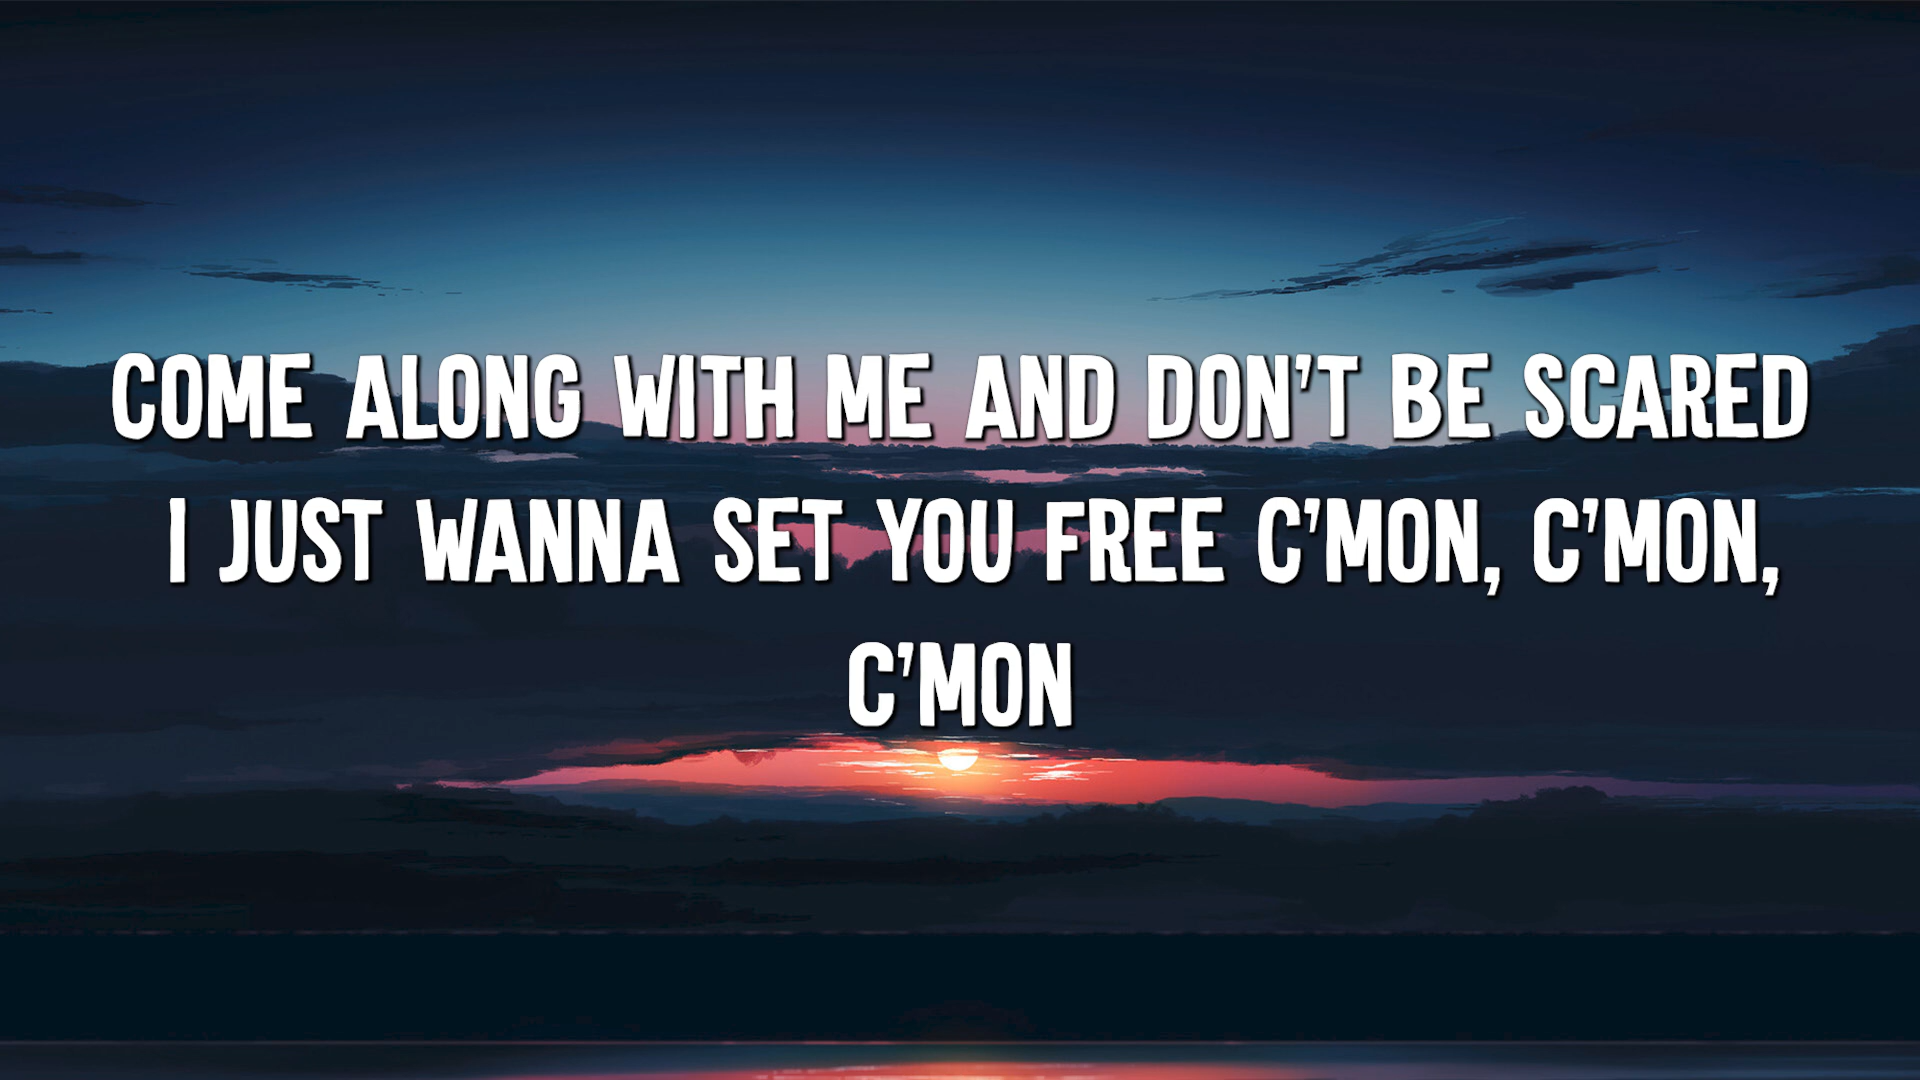 COME ALONG WITH ME AND DON'T BE SCARED
I JUST WANNA SET YOU FREE C'MON, C'MON,
C'MON